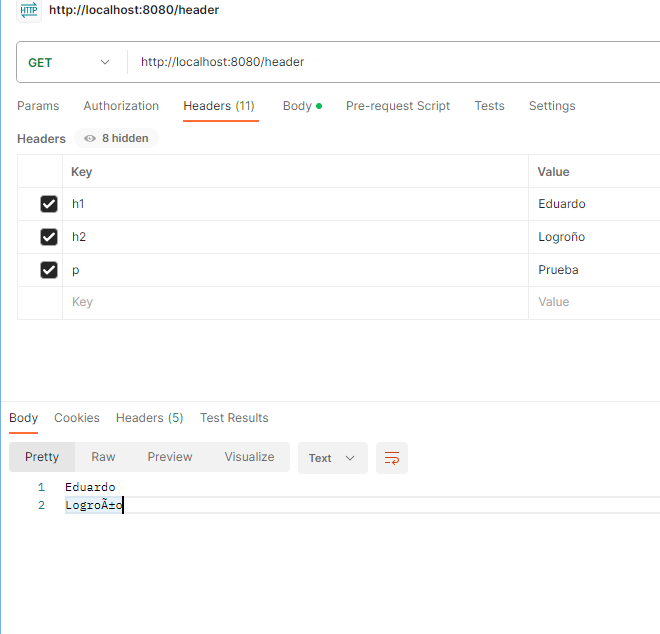 HTTP http://localhost:8080/header
GET http://localhost:8080/header
Params Authorization Headers (11) Body Pre-request Script Tests Settings
Headers 8 hidden
Key Value
h1 Eduardo
h2 Logroño
p Prueba
Key Value
Body Cookies Headers (5) Test Results
Pretty Raw Preview Visualize Text
1 Eduardo
2 LogroÃ±o